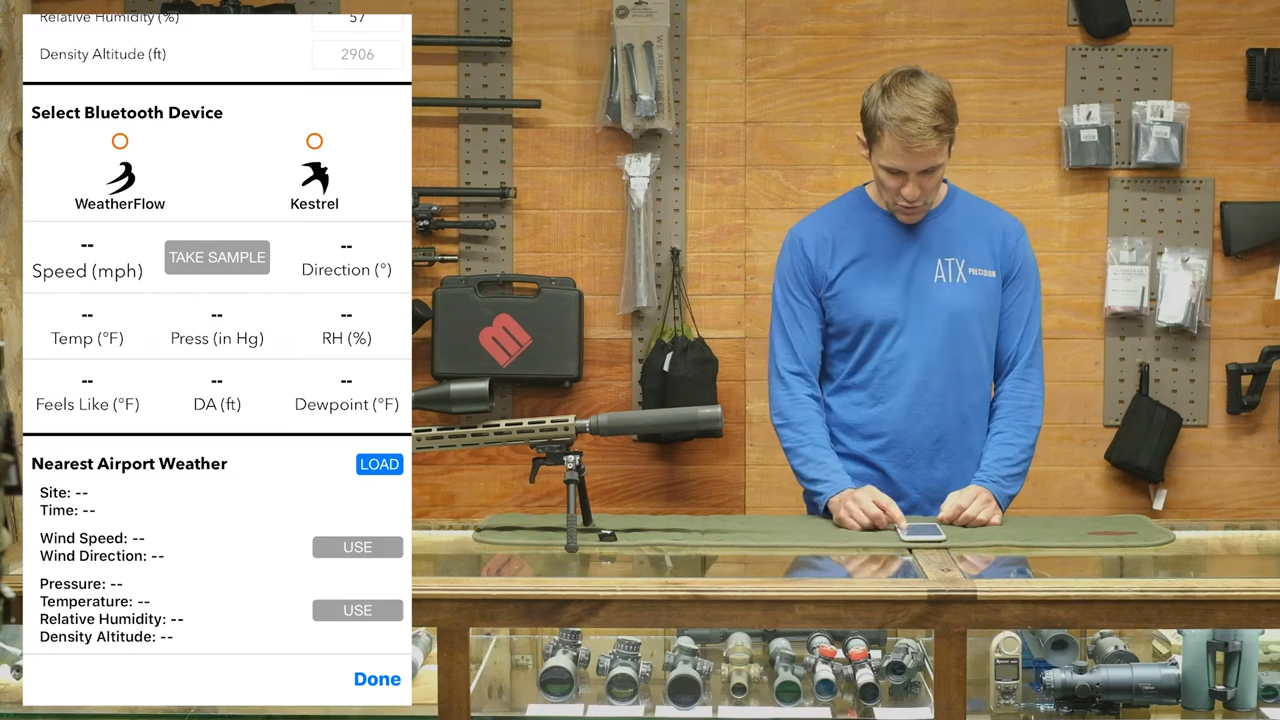 Relative Humidity (%) 57
Density Altitude (ft) 2906
Select Bluetooth Device
WeatherFlow Kestrel
-- TAKE SAMPLE --
Speed (mph) Direction (°)
-- -- --
Temp (°F) Press (in Hg) RH (%)
-- -- --
Feels Like (°F) DA (ft) Dewpoint (°F)
Nearest Airport Weather LOAD
Site: --
Time: --
Wind Speed: --
Wind Direction: --
USE
Pressure: --
Temperature: --
Relative Humidity: --
Density Altitude: --
USE
Done
ATX PRECISION